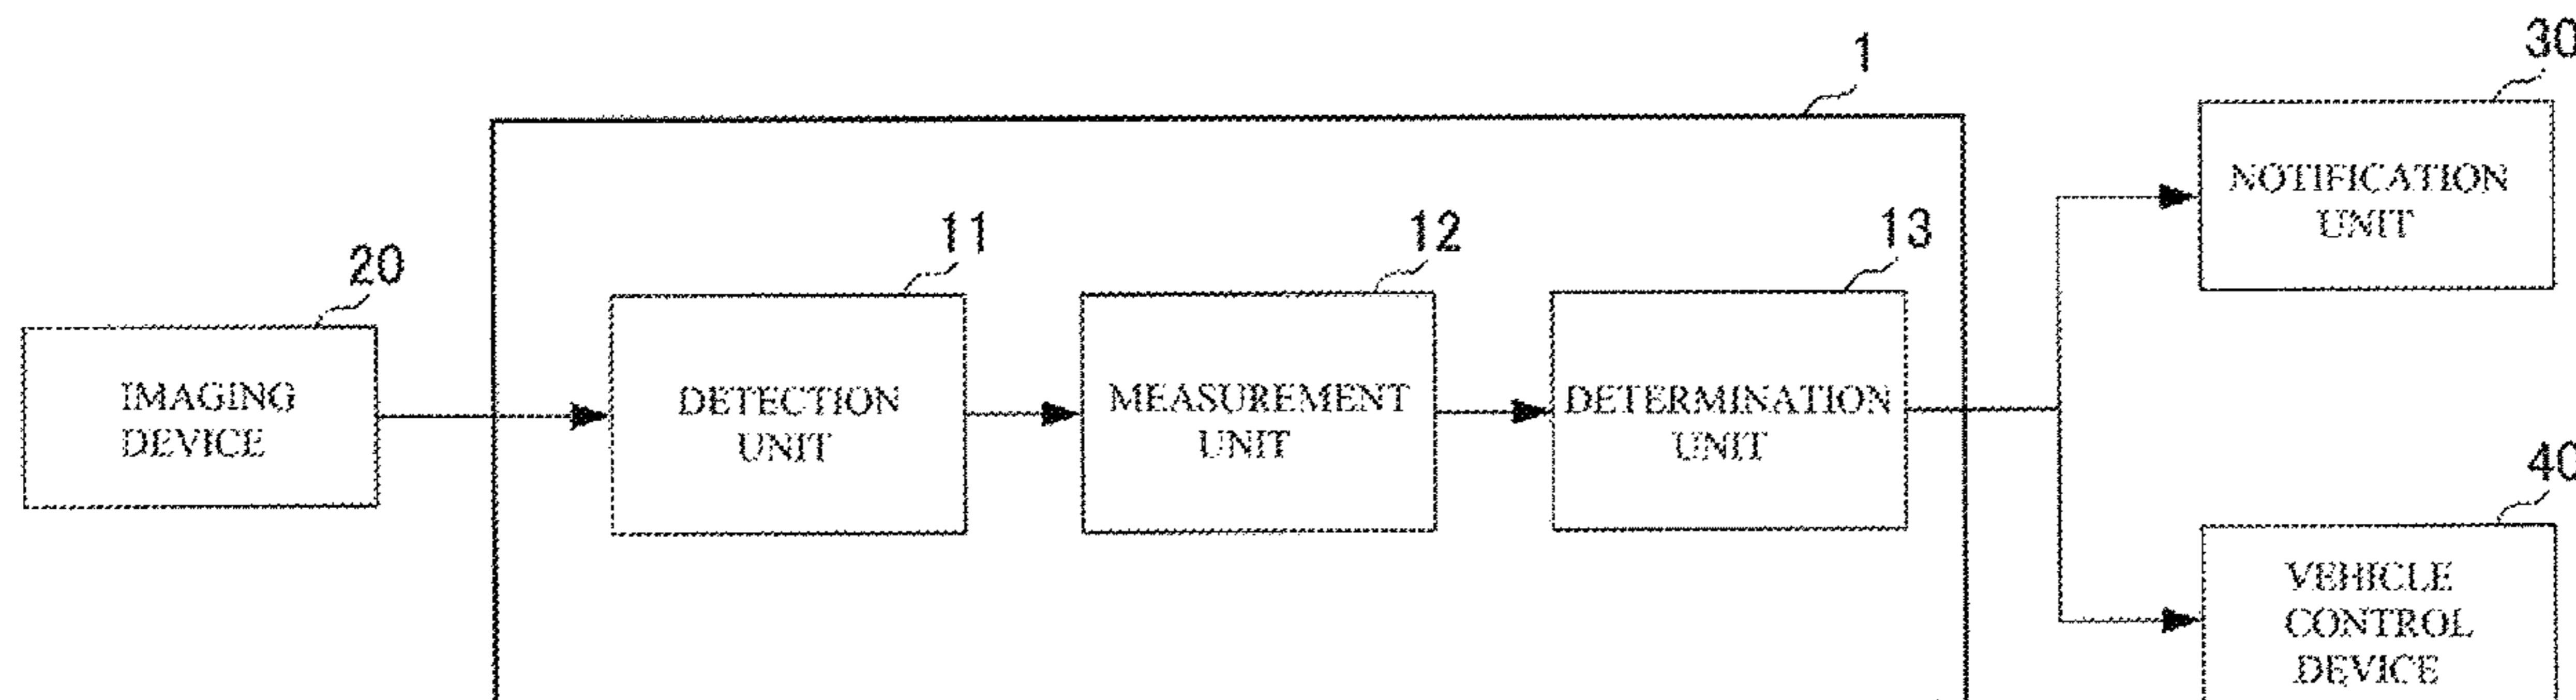 1
30
NOTIFICATION
UNIT
20
11
12
13
IMAGING
DEVICE
DETECTION
UNIT
MEASUREMENT
UNIT
DETERMINATION
UNIT
40
VEHICLE
CONTROL
DEVICE